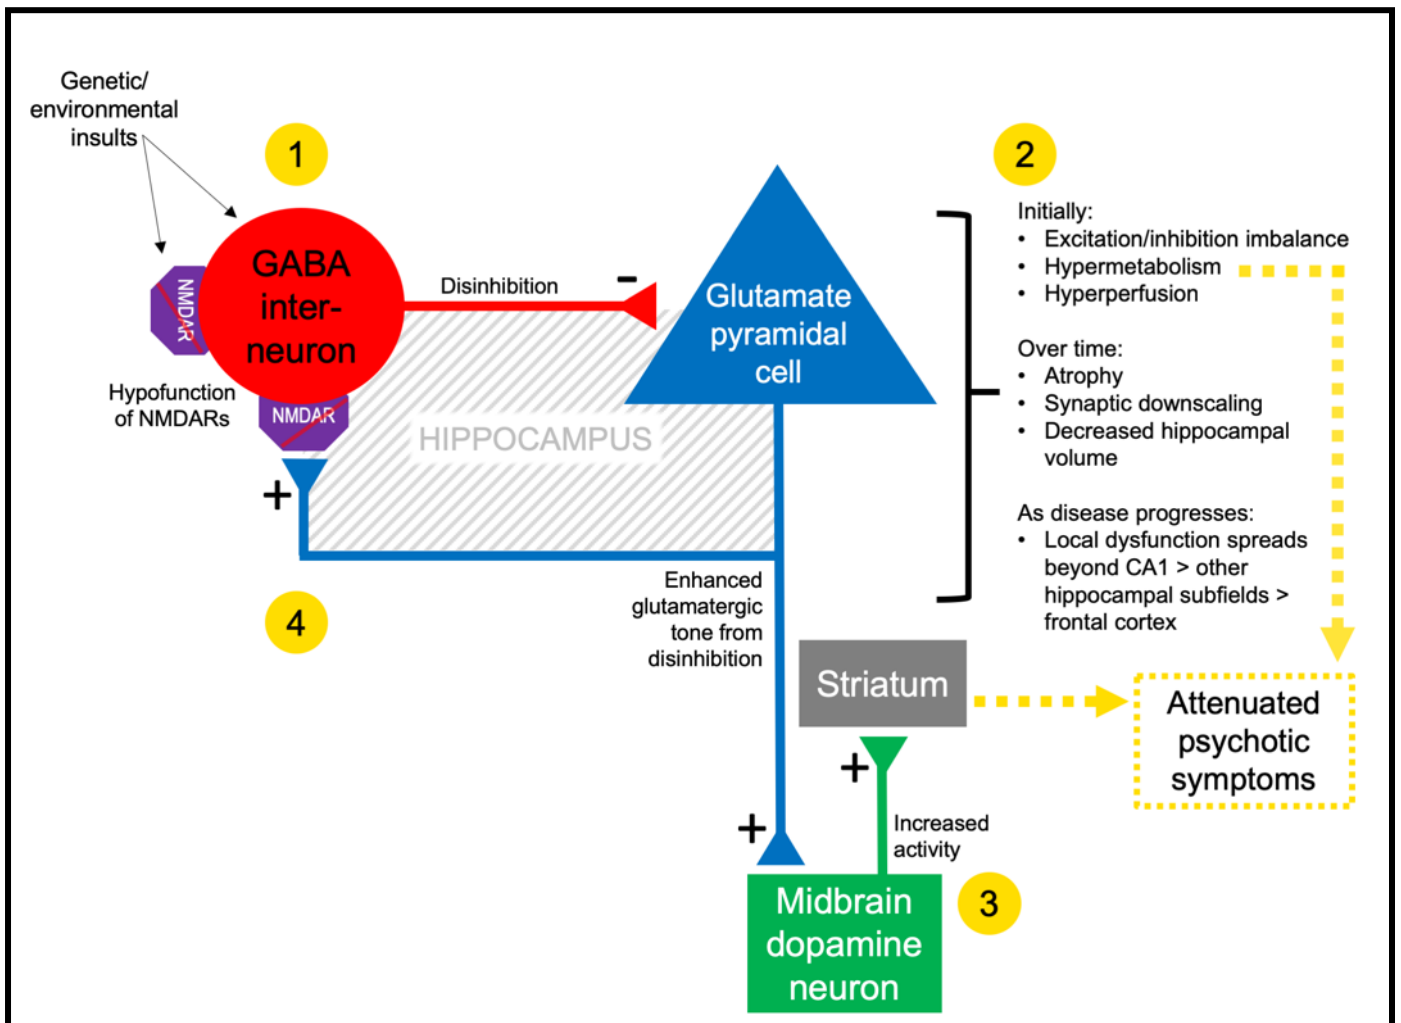 Genetic/
environmental
insults
1
GABA
inter-
neuron
NMDAR
Hypofunction
of NMDARs
NMDAR
Disinhibition
-
Glutamate
pyramidal
cell
HIPPOCAMPUS
+
4
Enhanced
glutamatergic
tone from
disinhibition
2
Initially:
• Excitation/inhibition imbalance
• Hypermetabolism
• Hyperperfusion
Over time:
• Atrophy
• Synaptic downscaling
• Decreased hippocampal
volume
As disease progresses:
• Local dysfunction spreads
beyond CA1 > other
hippocampal subfields >
frontal cortex
Striatum
Attenuated
psychotic
symptoms
+
Increased
activity
+
Midbrain
dopamine
neuron
3